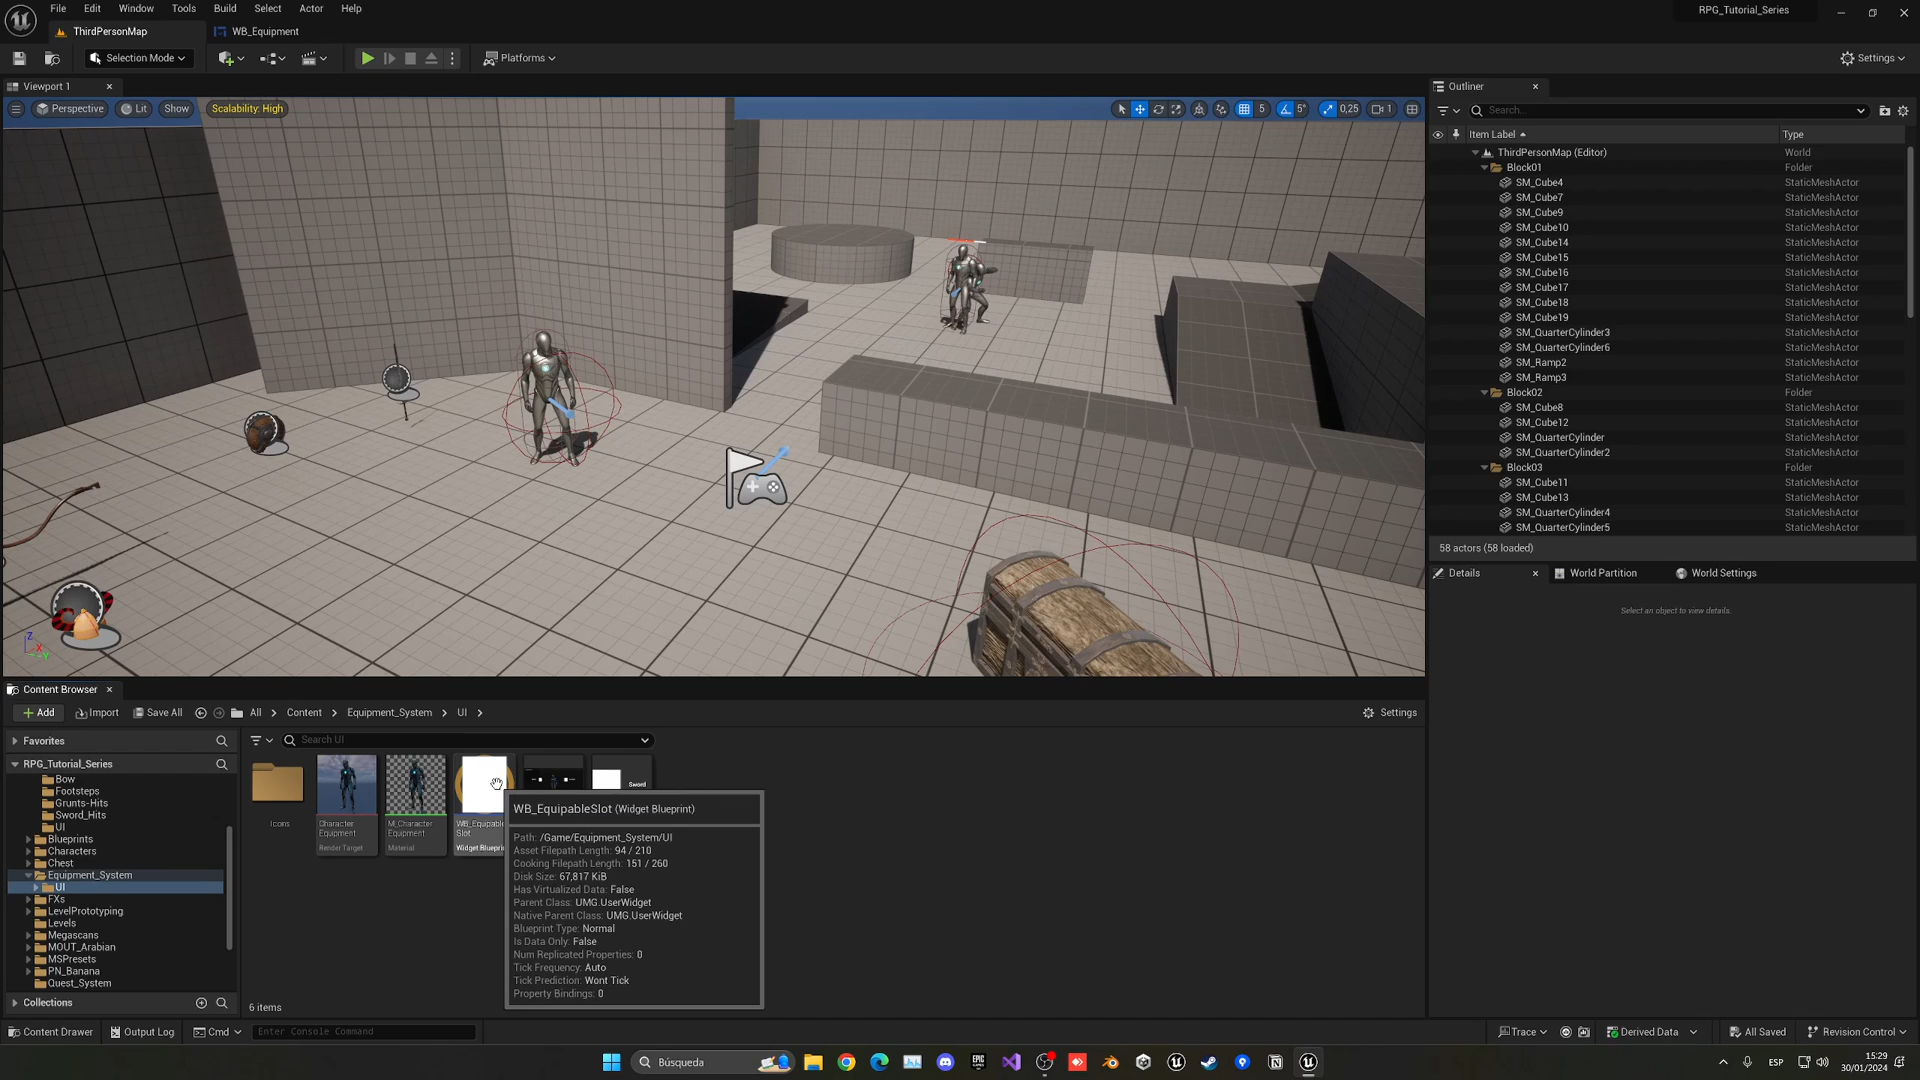 File Edit Window Tools Build Select Actor Help
RPG_Tutorial_Series
ThirdPersonMap
WB_Equipment
Selection Mode
Platforms
Settings
Viewport 1
Perspective
Lit
Show
Scalability: High
5
5°
0,25
1
Outliner
Search...
Item Label
Type
ThirdPersonMap (Editor) World
Block01 Folder
SM_Cube4 StaticMeshActor
SM_Cube7 StaticMeshActor
SM_Cube9 StaticMeshActor
SM_Cube10 StaticMeshActor
SM_Cube14 StaticMeshActor
SM_Cube15 StaticMeshActor
SM_Cube16 StaticMeshActor
SM_Cube17 StaticMeshActor
SM_Cube18 StaticMeshActor
SM_Cube19 StaticMeshActor
SM_QuarterCylinder3 StaticMeshActor
SM_QuarterCylinder6 StaticMeshActor
SM_Ramp2 StaticMeshActor
SM_Ramp3 StaticMeshActor
Block02 Folder
SM_Cube8 StaticMeshActor
SM_Cube12 StaticMeshActor
SM_QuarterCylinder StaticMeshActor
SM_QuarterCylinder2 StaticMeshActor
Block03 Folder
SM_Cube11 StaticMeshActor
SM_Cube13 StaticMeshActor
SM_QuarterCylinder4 StaticMeshActor
SM_QuarterCylinder5 StaticMeshActor
58 actors (58 loaded)
Details
World Partition
World Settings
Select an object to view details.
Z
X
Y
Content Browser
Add
Import
Save All
All > Content > Equipment_System > UI >
Settings
Favorites
Search UI
RPG_Tutorial_Series
Bow
Footsteps
Grunts-Hits
Sword_Hits
UI
Blueprints
Characters
Chest
Equipment_System
UI
FXs
LevelPrototyping
Levels
Megascans
MOUT_Arabian
MSPresets
PN_Banana
Quest_System
Collections
Icons
Character
Equipment
Render Target
M_Character
Equipment
Material
WB_Equipable
Slot
Widget Blueprin
Sword
WB_EquipableSlot (Widget Blueprint)
Path: /Game/Equipment_System/UI
Asset Filepath Length: 94 / 210
Cooking Filepath Length: 151 / 260
Disk Size: 67,817 KiB
Has Virtualized Data: False
Parent Class: UMG.UserWidget
Native Parent Class: UMG.UserWidget
Blueprint Type: Normal
Is Data Only: False
Num Replicated Properties: 0
Tick Frequency: Auto
Tick Prediction: Wont Tick
Property Bindings: 0
6 items
Content Drawer
Output Log
Cmd
Enter Console Command
Trace
Derived Data
All Saved
Revision Control
Búsqueda
EPIC
GAMES
ESP
15:29
30/01/2024